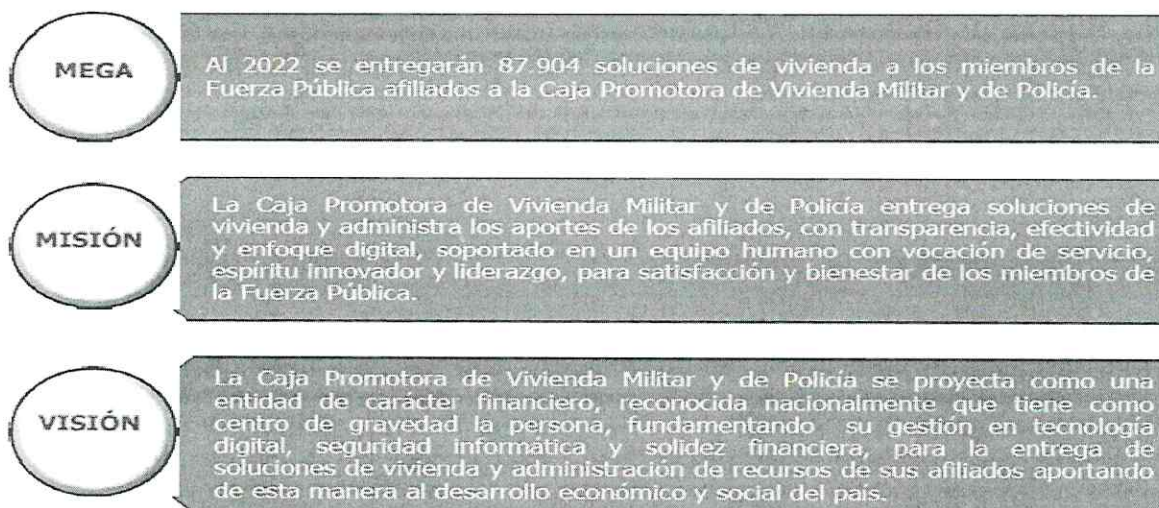 MEGA
Al 2022 se entregarán 87.904 soluciones de vivienda a los miembros de la
Fuerza Pública afiliados a la Caja Promotora de Vivienda Militar y de Policía.
MISIÓN
La Caja Promotora de Vivienda Militar y de Policía entrega soluciones de
vivienda y administra los aportes de los afiliados, con transparencia, efectividad
y enfoque digital, soportado en un equipo humano con vocación de servicio,
espíritu innovador y liderazgo, para satisfacción y bienestar de los miembros de
la Fuerza Pública.
VISIÓN
La Caja Promotora de Vivienda Militar y de Policía se proyecta como una
entidad de carácter financiero, reconocida nacionalmente que tiene como
centro de gravedad la persona, fundamentando su gestión en tecnología
digital, seguridad informática y solidez financiera, para la entrega de
soluciones de vivienda y administración de recursos de sus afiliados aportando
de esta manera al desarrollo económico y social del país.